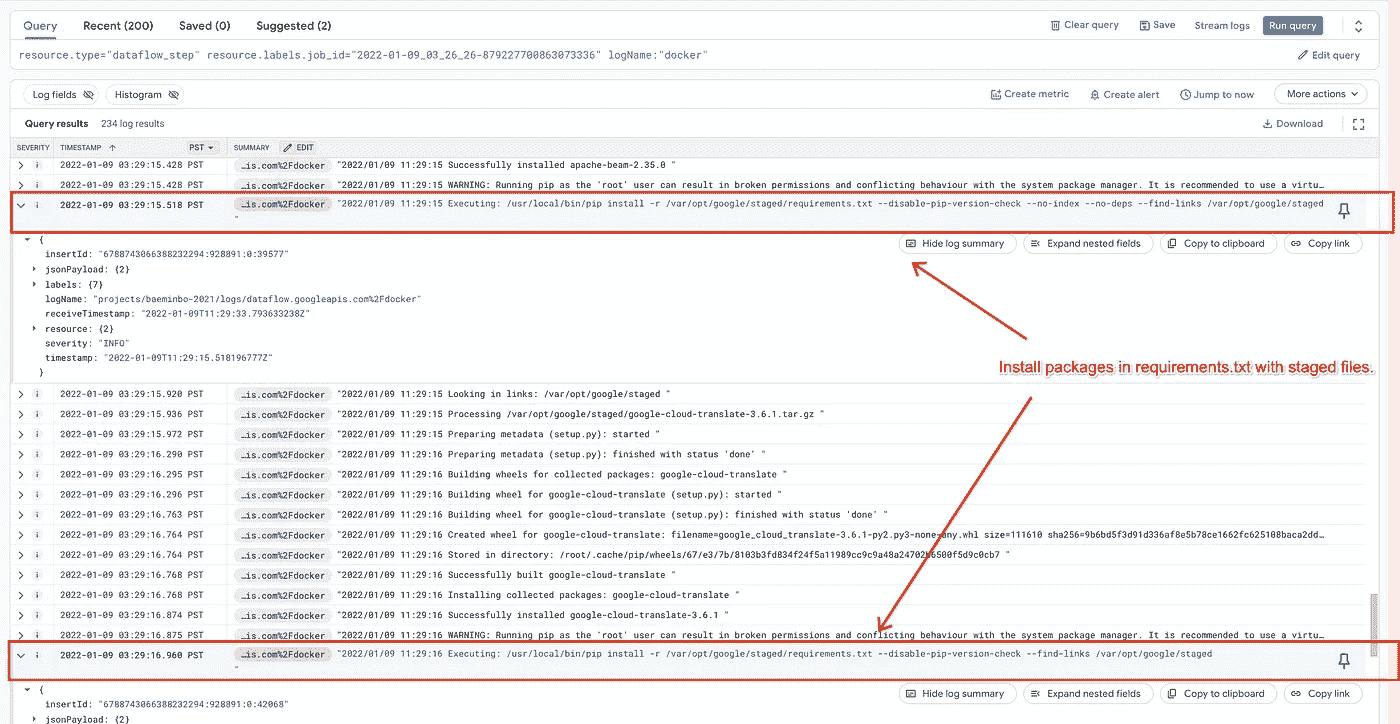 Query Recent (200) Saved (0) Suggested (2) Clear query Save Stream logs Run query
resource.type="dataflow_step" resource.labels.job_id="2022-01-09_03_26_26-879227700863073336" logName:"docker" Edit query
Log fields Histogram Create metric Create alert Jump to now More actions
Query results 234 log results Download
SEVERITY TIMESTAMP PST SUMMARY EDIT
2022-01-09 03:29:15.428 PST …is.com%2Fdocker "2022/01/09 11:29:15 Successfully installed apache-beam-2.35.0 "
2022-01-09 03:29:15.428 PST …is.com%2Fdocker "2022/01/09 11:29:15 WARNING: Running pip as the 'root' user can result in broken permissions and conflicting behaviour with the system package manager. It is recommended to use a virtu…
2022-01-09 03:29:15.518 PST …is.com%2Fdocker "2022/01/09 11:29:15 Executing: /usr/local/bin/pip install -r /var/opt/google/staged/requirements.txt --disable-pip-version-check --no-index --no-deps --find-links /var/opt/google/staged
"
{ Hide log summary Expand nested fields Copy to clipboard Copy link
insertId: "6788743066388232294:928891:0:39577"
jsonPayload: {2}
labels: {7}
logName: "projects/baeminbo-2021/logs/dataflow.googleapis.com%2Fdocker"
receiveTimestamp: "2022-01-09T11:29:33.793633238Z"
resource: {2}
severity: "INFO"
timestamp: "2022-01-09T11:29:15.518196777Z"
}
Install packages in requirements.txt with staged files.
2022-01-09 03:29:15.920 PST …is.com%2Fdocker "2022/01/09 11:29:15 Looking in links: /var/opt/google/staged "
2022-01-09 03:29:15.936 PST …is.com%2Fdocker "2022/01/09 11:29:15 Processing /var/opt/google/staged/google-cloud-translate-3.6.1.tar.gz "
2022-01-09 03:29:15.972 PST …is.com%2Fdocker "2022/01/09 11:29:15 Preparing metadata (setup.py): started "
2022-01-09 03:29:16.290 PST …is.com%2Fdocker "2022/01/09 11:29:16 Preparing metadata (setup.py): finished with status 'done' "
2022-01-09 03:29:16.295 PST …is.com%2Fdocker "2022/01/09 11:29:16 Building wheels for collected packages: google-cloud-translate "
2022-01-09 03:29:16.296 PST …is.com%2Fdocker "2022/01/09 11:29:16 Building wheel for google-cloud-translate (setup.py): started "
2022-01-09 03:29:16.763 PST …is.com%2Fdocker "2022/01/09 11:29:16 Building wheel for google-cloud-translate (setup.py): finished with status 'done' "
2022-01-09 03:29:16.764 PST …is.com%2Fdocker "2022/01/09 11:29:16 Created wheel for google-cloud-translate: filename=google_cloud_translate-3.6.1-py2.py3-none-any.whl size=111610 sha256=9b6bd5f3d91d336af8e5b78ce1662fc625108baca2dd…
2022-01-09 03:29:16.764 PST …is.com%2Fdocker "2022/01/09 11:29:16 Stored in directory: "
2022-01-09 03:29:16.768 PST …is.com%2Fdocker "2022/01/09 11:29:16 Successfully built google-cloud-translate "
2022-01-09 03:29:16.768 PST …is.com%2Fdocker "2022/01/09 11:29:16 Installing collected packages: google-cloud-translate "
2022-01-09 03:29:16.874 PST …is.com%2Fdocker "2022/01/09 11:29:16 Successfully installed google-cloud-translate-3.6.1 "
2022-01-09 03:29:16.875 PST …is.com%2Fdocker "2022/01/09 11:29:16 WARNING: Running pip as the 'root' user can result in broken permissions and conflicting behaviour with the system package manager. It is recommended to use a virtu…
2022-01-09 03:29:16.960 PST …is.com%2Fdocker "2022/01/09 11:29:16 Executing: /usr/local/bin/pip install -r /var/opt/google/staged/requirements.txt --disable-pip-version-check --find-links /var/opt/google/staged
"
{ Hide log summary Expand nested fields Copy to clipboard Copy link
insertId: "6788743066388232294:928891:0:42068"
jsonPayload: {2}